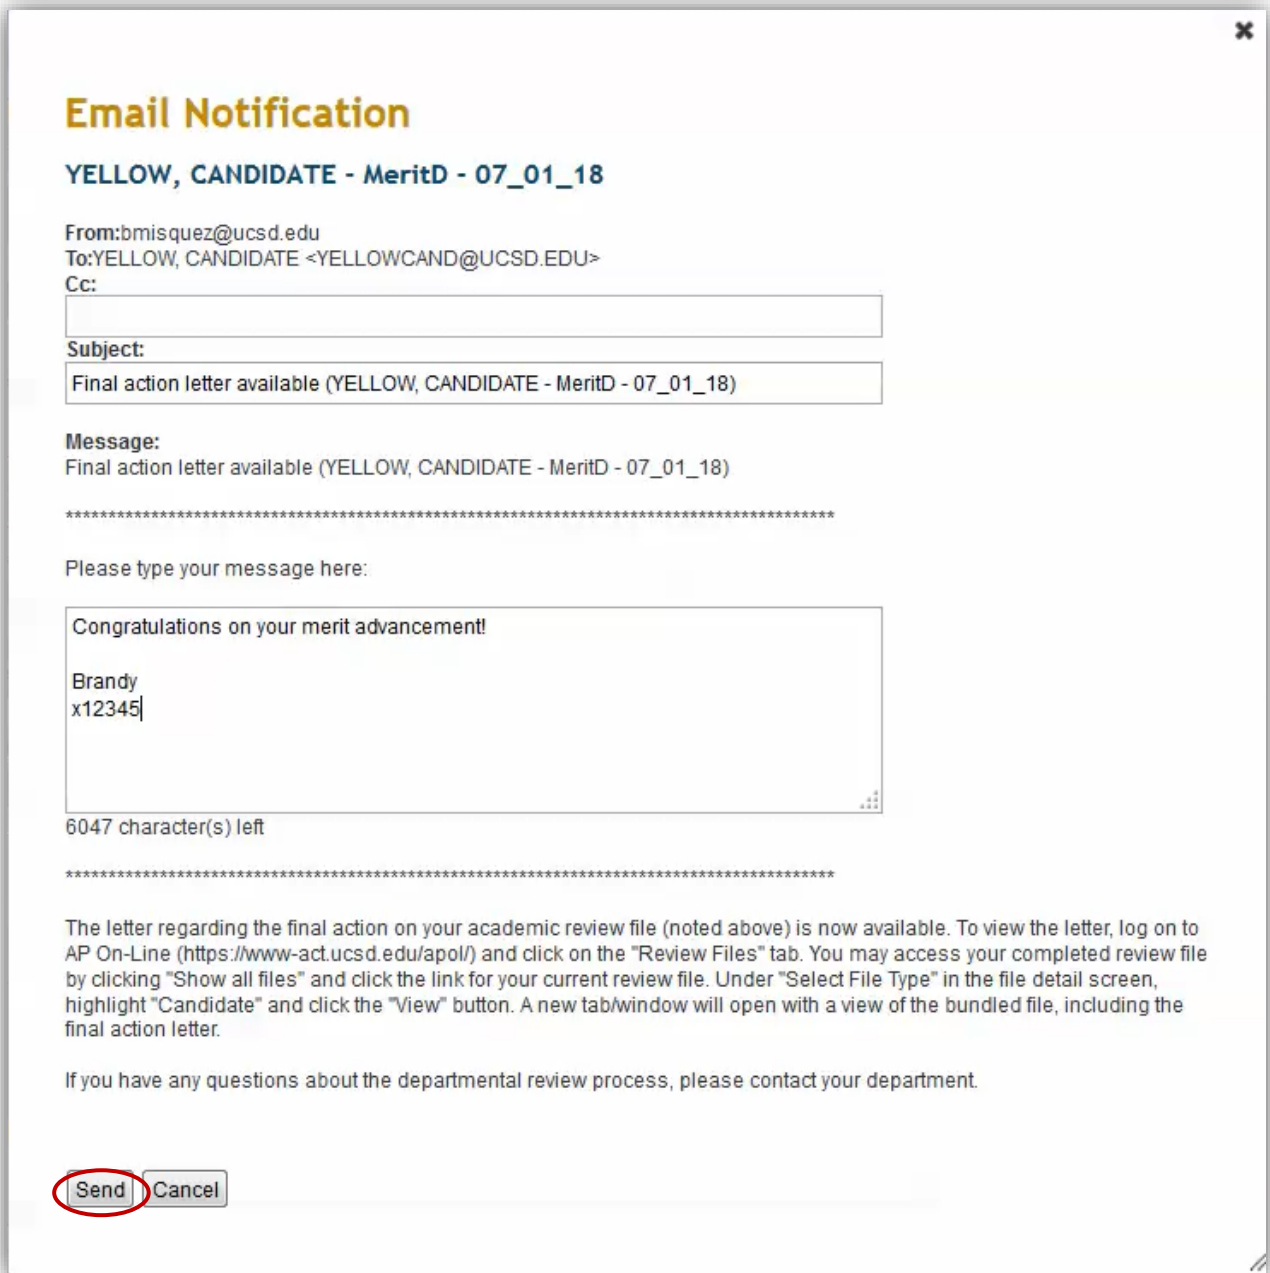 Email Notification
YELLOW, CANDIDATE - MeritD - 07_01_18
From:bmisquez@ucsd.edu
To:YELLOW, CANDIDATE <YELLOWCAND@UCSD.EDU>
Cc:
Subject:
Final action letter available (YELLOW, CANDIDATE - MeritD - 07_01_18)
Message:
Final action letter available (YELLOW, CANDIDATE - MeritD - 07_01_18)
******************************************************************************************
Please type your message here:
Congratulations on your merit advancement!
Brandy
x12345
6047 character(s) left
******************************************************************************************
The letter regarding the final action on your academic review file (noted above) is now available. To view the letter, log on to
AP On-Line (https://www-act.ucsd.edu/apol/) and click on the "Review Files" tab. You may access your completed review file
by clicking "Show all files" and click the link for your current review file. Under "Select File Type" in the file detail screen,
highlight "Candidate" and click the "View" button. A new tab/window will open with a view of the bundled file, including the
final action letter.
If you have any questions about the departmental review process, please contact your department.
Send Cancel